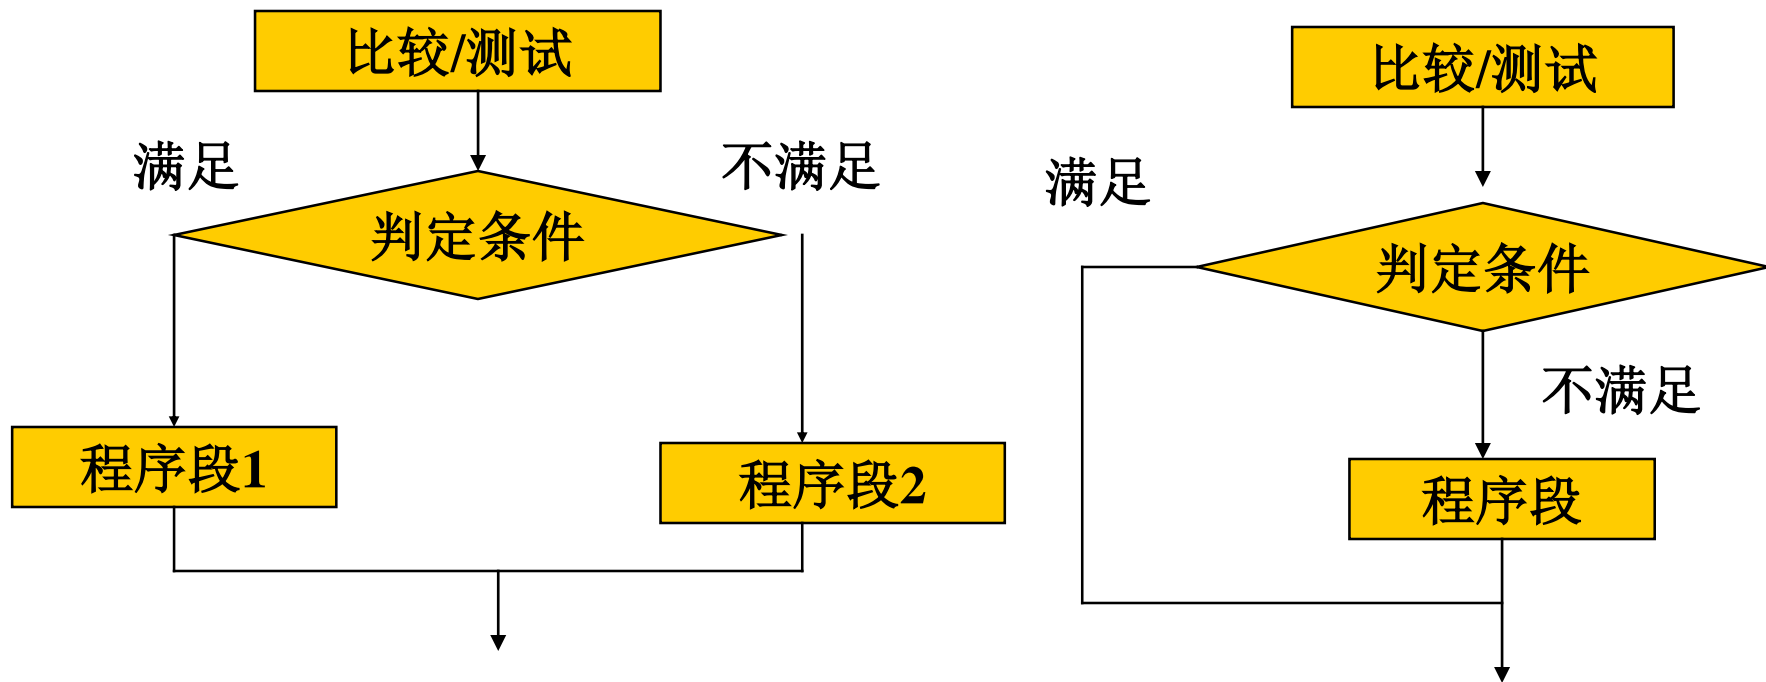 比较/测试
满足
不满足
判定条件
程序段1
程序段2
比较/测试
满足
判定条件
不满足
程序段